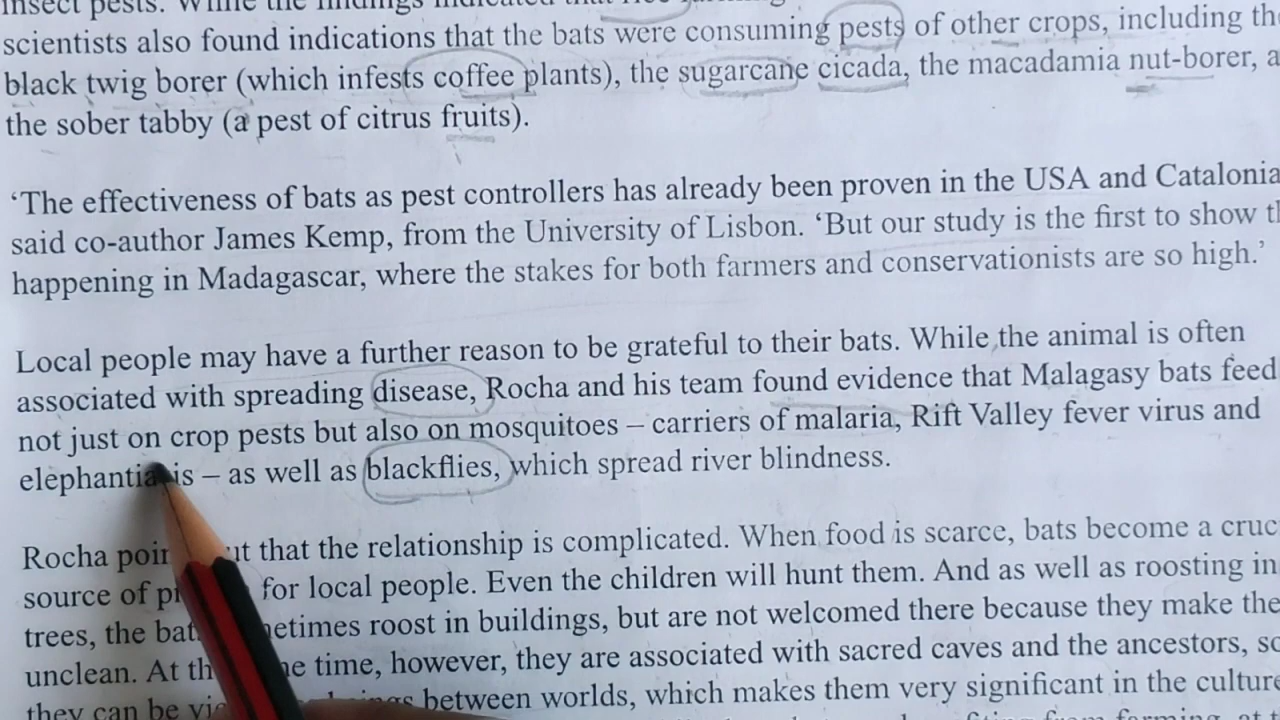 insect pests. While the findings indicated that rice
scientists also found indications that the bats were consuming pests of other crops, including th
black twig borer (which infests coffee plants), the sugarcane cicada, the macadamia nut-borer, a
the sober tabby (a pest of citrus fruits).
‘The effectiveness of bats as pest controllers has already been proven in the USA and Catalonia
said co-author James Kemp, from the University of Lisbon. ‘But our study is the first to show th
happening in Madagascar, where the stakes for both farmers and conservationists are so high.’
Local people may have a further reason to be grateful to their bats. While the animal is often
associated with spreading disease, Rocha and his team found evidence that Malagasy bats feed
not just on crop pests but also on mosquitoes – carriers of malaria, Rift Valley fever virus and
elephantia is – as well as blackflies, which spread river blindness.
Rocha poin ut that the relationship is complicated. When food is scarce, bats become a cruc
source of p for local people. Even the children will hunt them. And as well as roosting in
trees, the bat etimes roost in buildings, but are not welcomed there because they make the
unclean. At th e time, however, they are associated with sacred caves and the ancestors, so
they can be vie ings between worlds, which makes them very significant in the culture